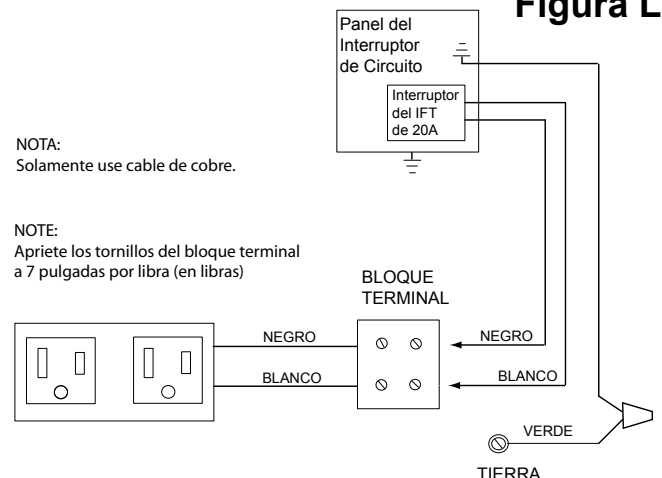 Figura L
Panel del
Interruptor
de Circuito
Interruptor
del IFT
de 20A
NOTA:
Solamente use cable de cobre.
NOTE:
Apriete los tornillos del bloque terminal
a 7 pulgadas por libra (en libras)
BLOQUE
TERMINAL
NEGRO
NEGRO
BLANCO
BLANCO
VERDE
TIERRA